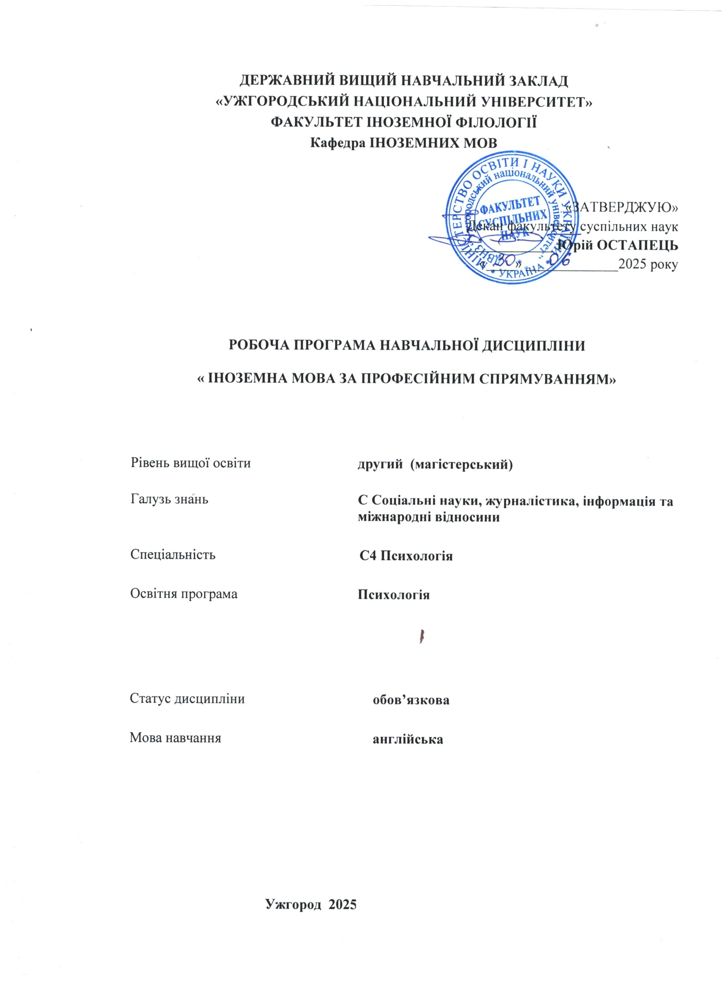 ДЕРЖАВНИЙ ВИЩИЙ НАВЧАЛЬНИЙ ЗАКЛАД
«УЖГОРОДСЬКИЙ НАЦІОНАЛЬНИЙ УНІВЕРСИТЕТ»
ФАКУЛЬТЕТ ІНОЗЕМНОЇ ФІЛОЛОГІЇ
Кафедра ІНОЗЕМНИХ МОВ
МІНІСТЕРСТВО ОСВІТИ І НАУКИ УКРАЇНИ * УКРАЇНА *
ДВНЗ „Ужгородський національний університет”
ФАКУЛЬТЕТ
СУСПІЛЬНИХ
НАУК
«ЗАТВЕРДЖУЮ»
Декан факультету суспільних наук
Юрій ОСТАПЕЦЬ
«30» 06 2025 року
РОБОЧА ПРОГРАМА НАВЧАЛЬНОЇ ДИСЦИПЛІНИ
« ІНОЗЕМНА МОВА ЗА ПРОФЕСІЙНИМ СПРЯМУВАННЯМ»
Рівень вищої освіти другий (магістерський)
Галузь знань С Соціальні науки, журналістика, інформація та
міжнародні відносини
Спеціальність С4 Психологія
Освітня програма Психологія
Статус дисципліни обов’язкова
Мова навчання англійська
Ужгород 2025